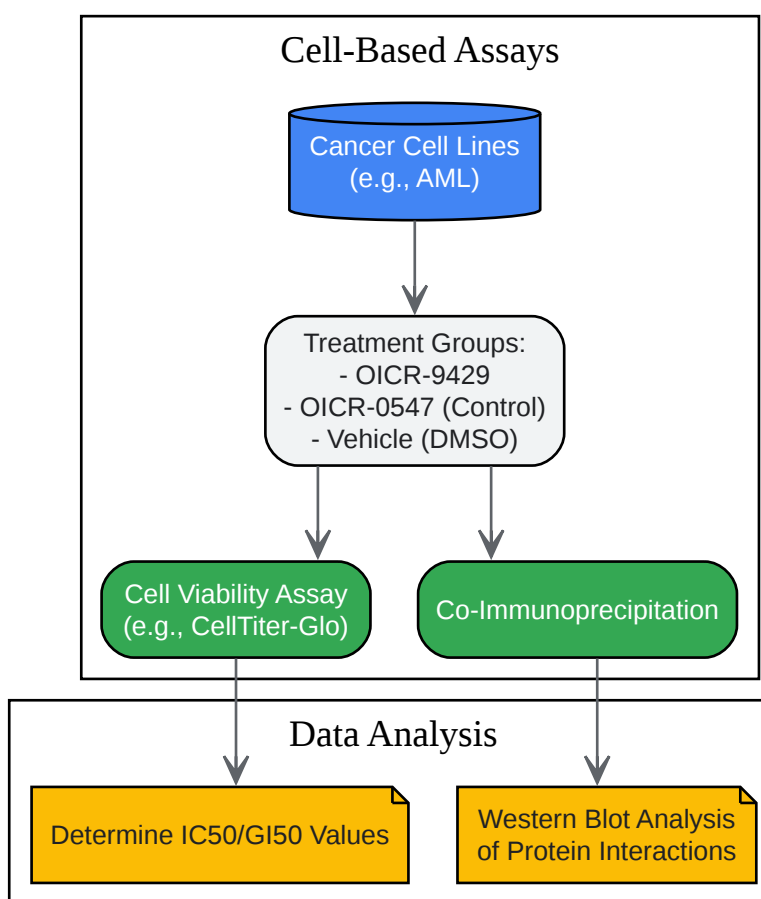 Cell-Based Assays
Cancer Cell Lines
(e.g., AML)
Treatment Groups:
- OICR-9429
- OICR-0547 (Control)
- Vehicle (DMSO)
Cell Viability Assay
(e.g., CellTiter-Glo)
Co-Immunoprecipitation
Data Analysis
Determine IC50/GI50 Values
Western Blot Analysis
of Protein Interactions